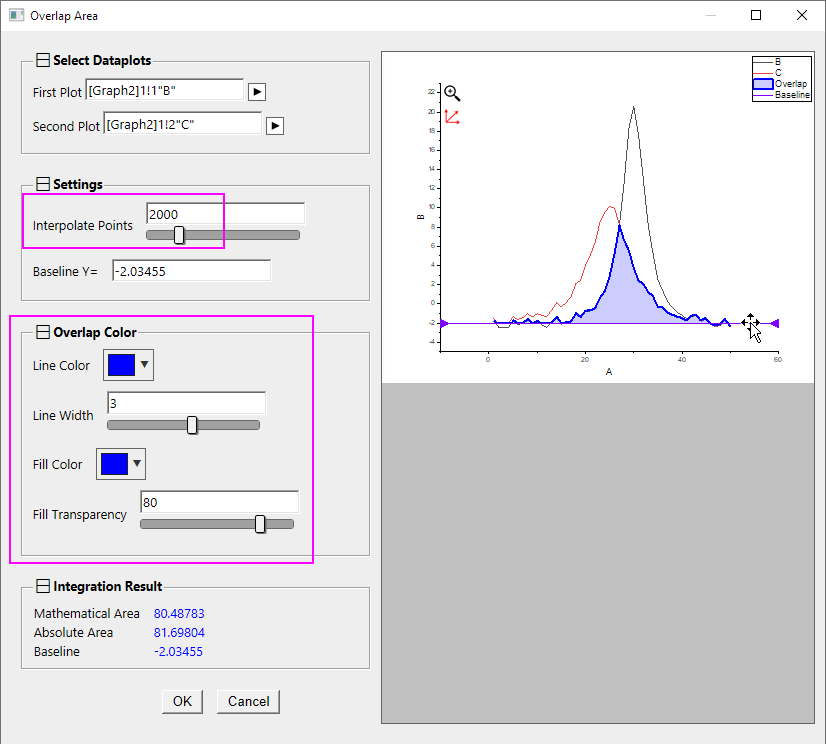 Overlap Area
Select Dataplots
First Plot [Graph2]1!1"B"
Second Plot [Graph2]1!2"C"
Settings
Interpolate Points 2000
Baseline Y= -2.03455
Overlap Color
Line Color
Line Width 3
Fill Color
Fill Transparency 80
Integration Result
Mathematical Area 80.48783
Absolute Area 81.69804
Baseline -2.03455
OK Cancel
B
C
Overlap
Baseline
22
20
18
16
14
12
10
8
6
4
2
0
-2
-4
B
0 20 40 60
A